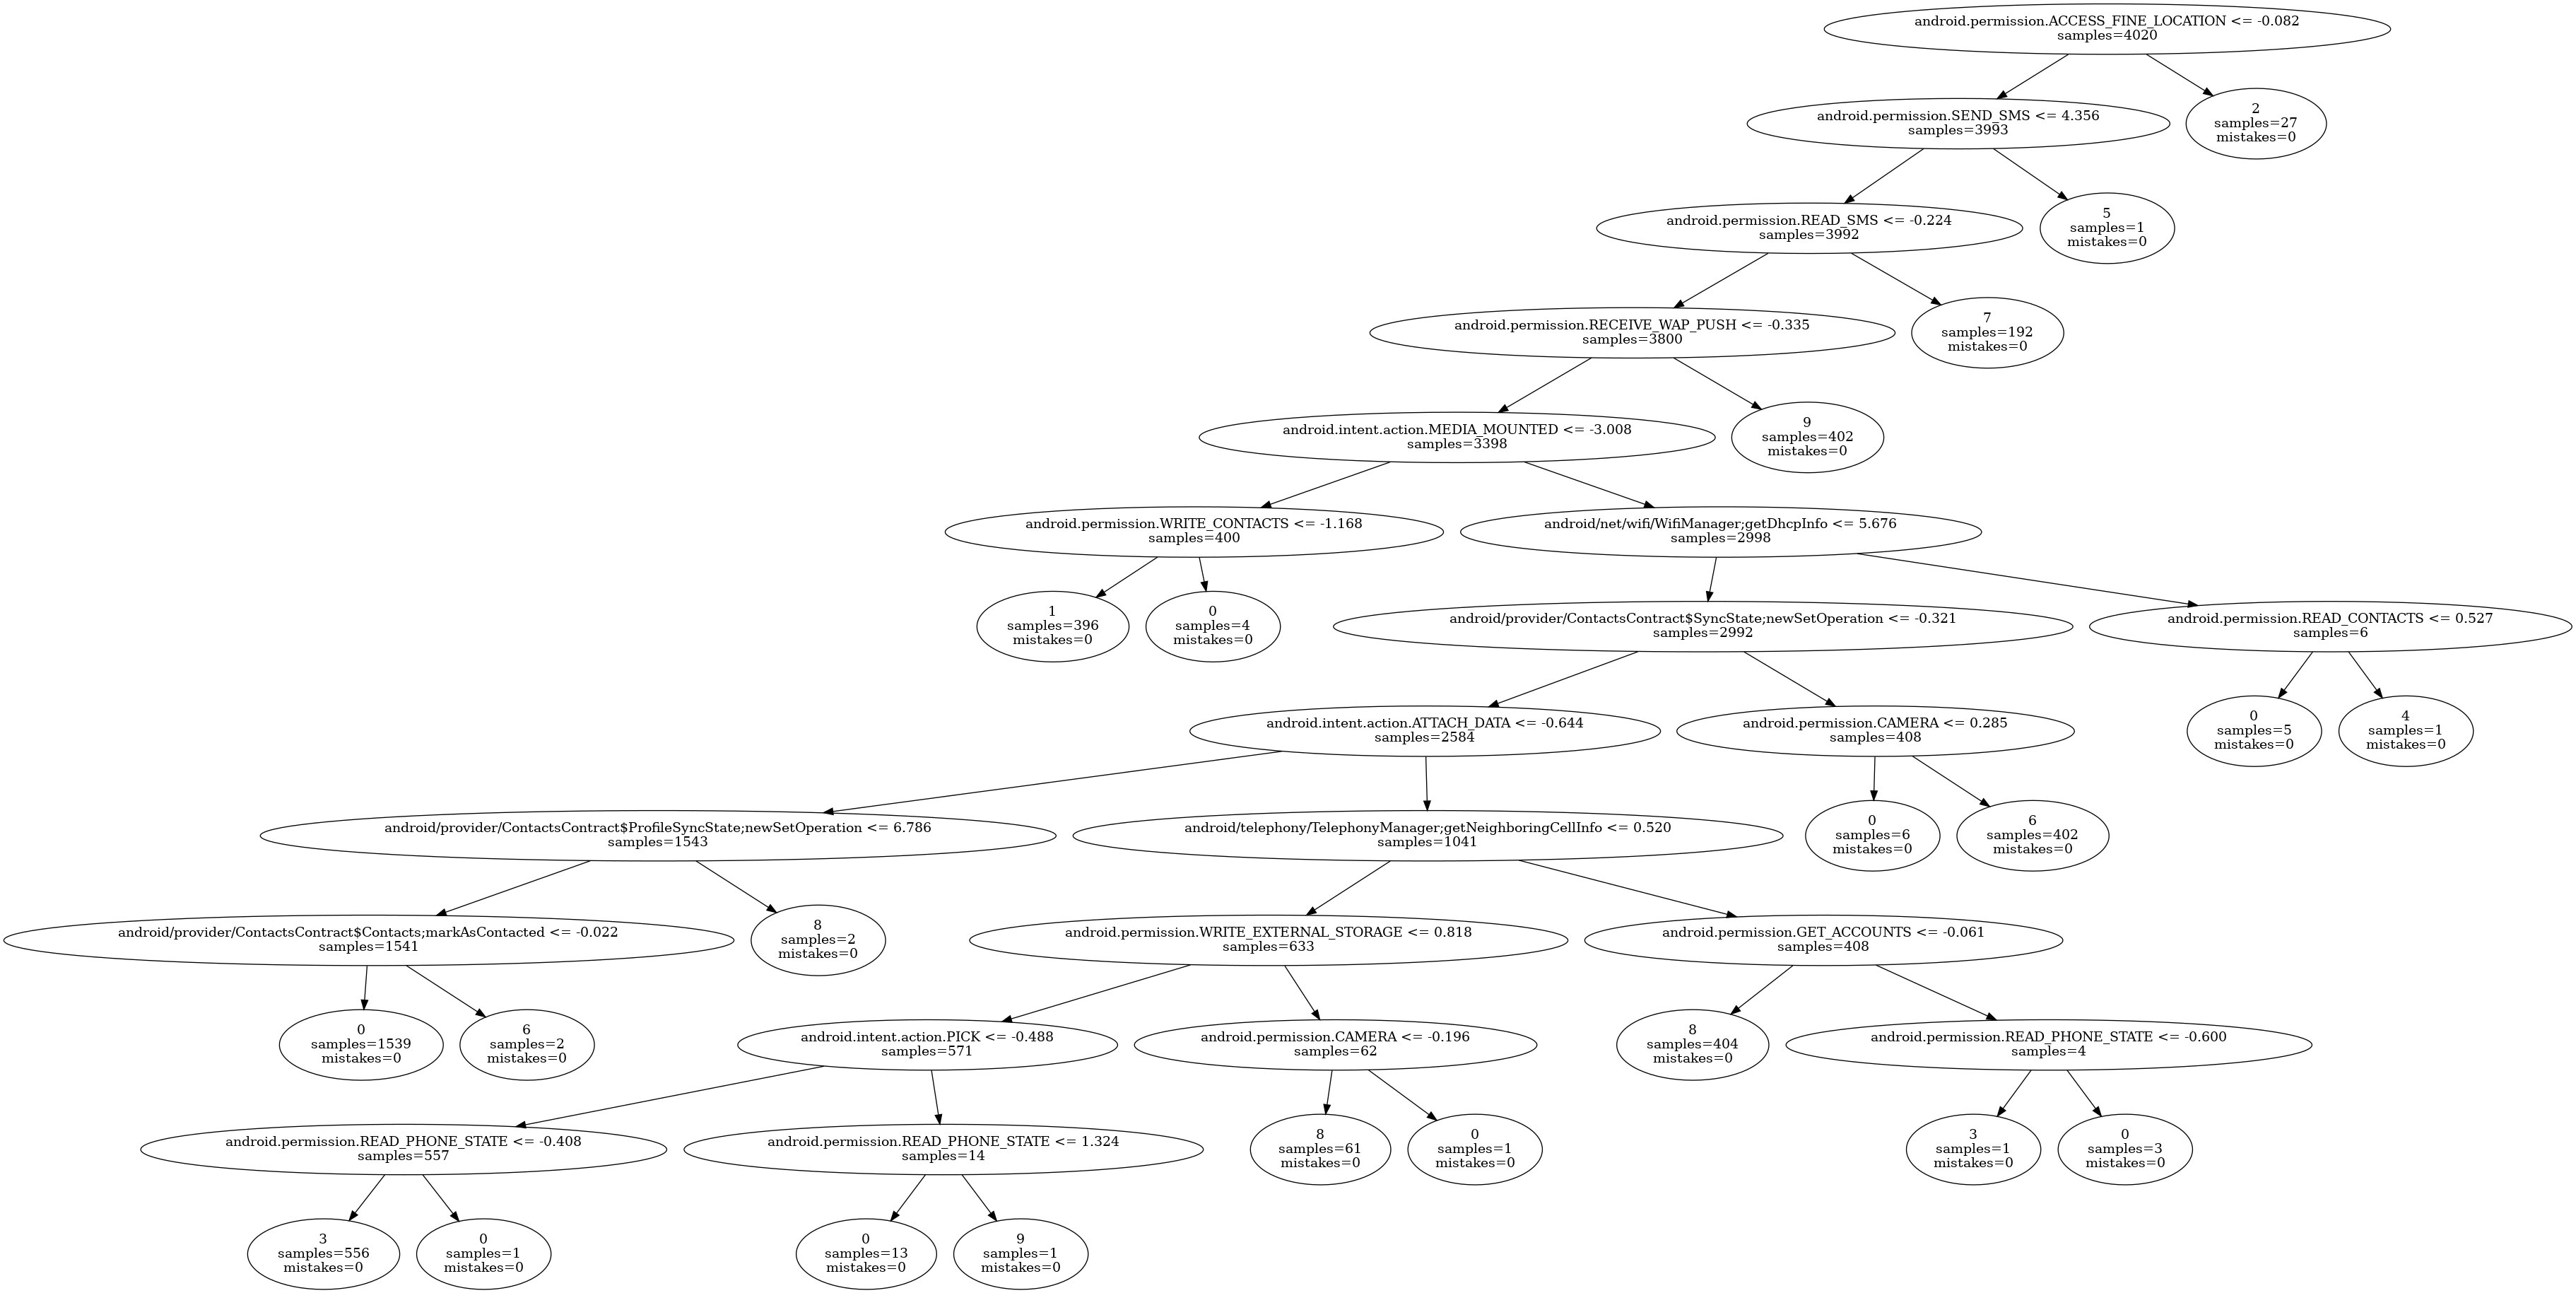 android.permission.ACCESS_FINE_LOCATION <= -0.082
samples=4020
android.permission.SEND_SMS <= 4.356
samples=3993
2
samples=27
mistakes=0
android.permission.READ_SMS <= -0.224
samples=3992
5
samples=1
mistakes=0
android.permission.RECEIVE_WAP_PUSH <= -0.335
samples=3800
7
samples=192
mistakes=0
android.intent.action.MEDIA_MOUNTED <= -3.008
samples=3398
9
samples=402
mistakes=0
android.permission.WRITE_CONTACTS <= -1.168
samples=400
android/net/wifi/WifiManager;getDhcpInfo <= 5.676
samples=2998
1
samples=396
mistakes=0
0
samples=4
mistakes=0
android/provider/ContactsContract$SyncState;newSetOperation <= -0.321
samples=2992
android.permission.READ_CONTACTS <= 0.527
samples=6
android.intent.action.ATTACH_DATA <= -0.644
samples=2584
android.permission.CAMERA <= 0.285
samples=408
0
samples=5
mistakes=0
4
samples=1
mistakes=0
android/provider/ContactsContract$ProfileSyncState;newSetOperation <= 6.786
samples=1543
android/telephony/TelephonyManager;getNeighboringCellInfo <= 0.520
samples=1041
0
samples=6
mistakes=0
6
samples=402
mistakes=0
android/provider/ContactsContract$Contacts;markAsContacted <= -0.022
samples=1541
8
samples=2
mistakes=0
android.permission.WRITE_EXTERNAL_STORAGE <= 0.818
samples=633
android.permission.GET_ACCOUNTS <= -0.061
samples=408
0
samples=1539
mistakes=0
6
samples=2
mistakes=0
android.intent.action.PICK <= -0.488
samples=571
android.permission.CAMERA <= -0.196
samples=62
8
samples=404
mistakes=0
android.permission.READ_PHONE_STATE <= -0.600
samples=4
android.permission.READ_PHONE_STATE <= -0.408
samples=557
android.permission.READ_PHONE_STATE <= 1.324
samples=14
8
samples=61
mistakes=0
0
samples=1
mistakes=0
3
samples=1
mistakes=0
0
samples=3
mistakes=0
3
samples=556
mistakes=0
0
samples=1
mistakes=0
0
samples=13
mistakes=0
9
samples=1
mistakes=0